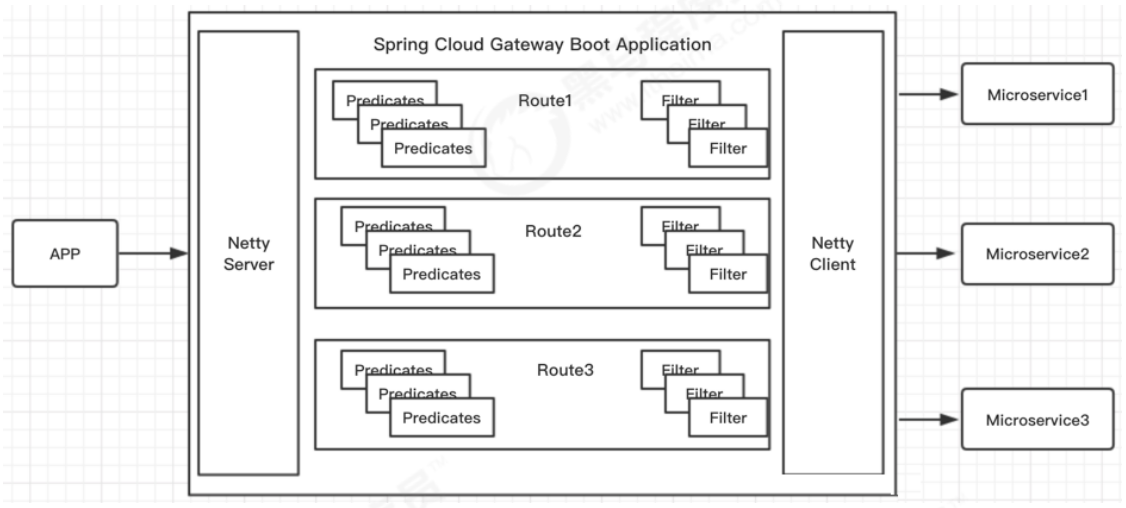 Spring Cloud Gateway Boot Application
APP
Netty
Server
Predicates
Predicates
Predicates
Route1
Filter
Filter
Filter
Predicates
Predicates
Predicates
Route2
Filter
Filter
Filter
Predicates
Predicates
Predicates
Route3
Filter
Filter
Filter
Netty
Client
Microservice1
Microservice2
Microservice3